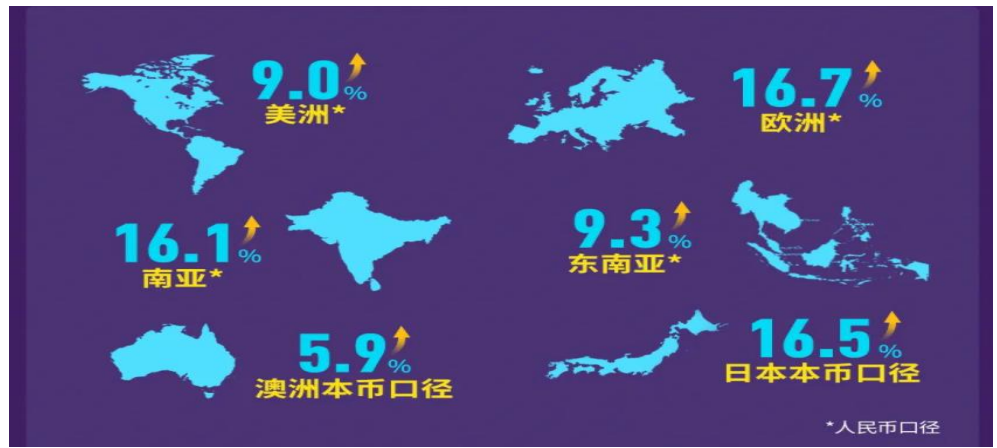 9.0%
美洲*
16.7%
欧洲*
16.1%
南亚*
9.3%
东南亚*
5.9%
澳洲本币口径
16.5%
日本本币口径
*人民币口径